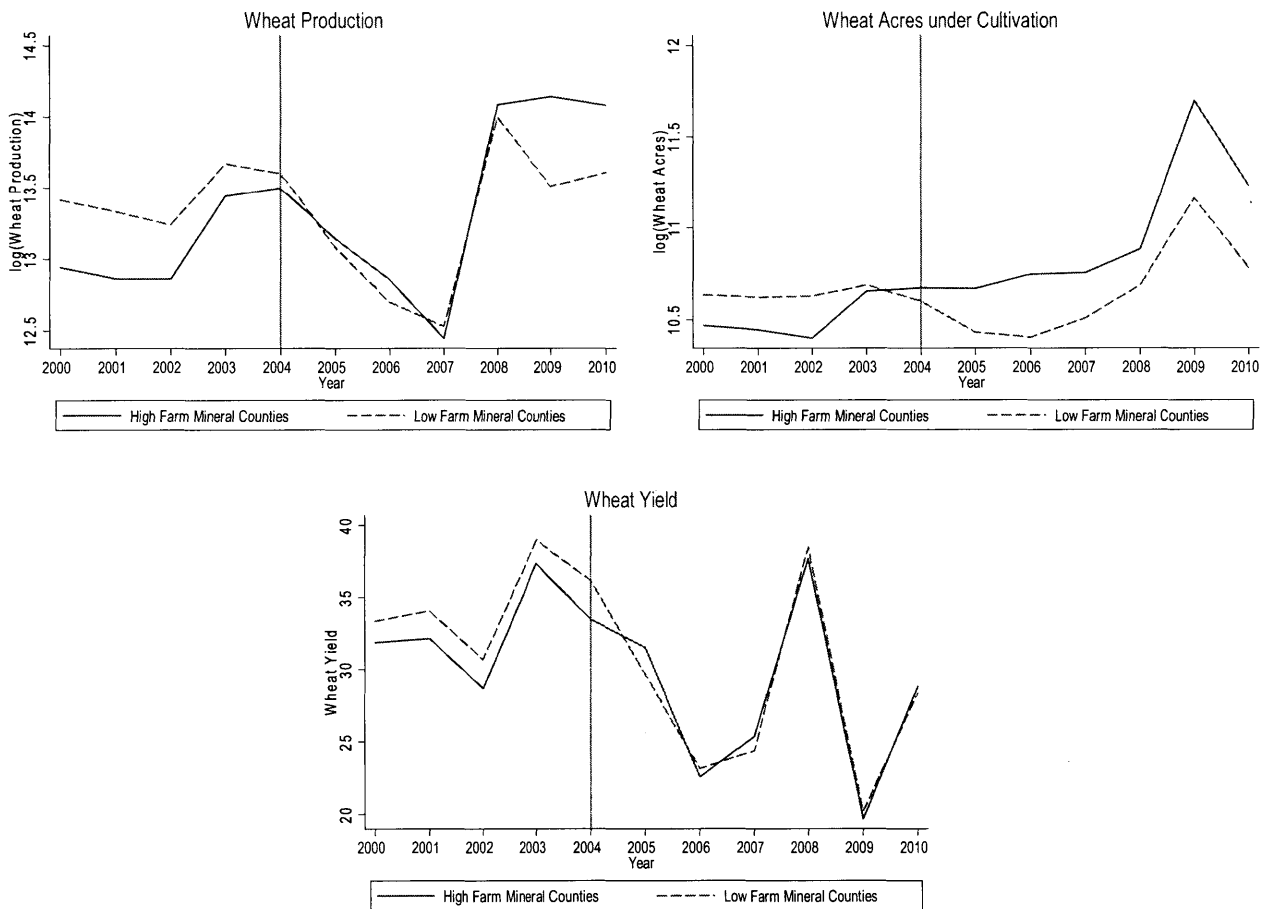 Wheat Production
14.5
14
13.5
13
12.5
log(Wheat Production)
2000 2001 2002 2003 2004 2005 2006 2007 2008 2009 2010
Year
High Farm Mineral Counties Low Farm Mineral Counties
Wheat Acres under Cultivation
12
11.5
11
10.5
log(Wheat Acres)
2000 2001 2002 2003 2004 2005 2006 2007 2008 2009 2010
Year
High Farm Mineral Counties Low Farm Mineral Counties
Wheat Yield
40
35
30
25
20
Wheat Yield
2000 2001 2002 2003 2004 2005 2006 2007 2008 2009 2010
Year
High Farm Mineral Counties Low Farm Mineral Counties